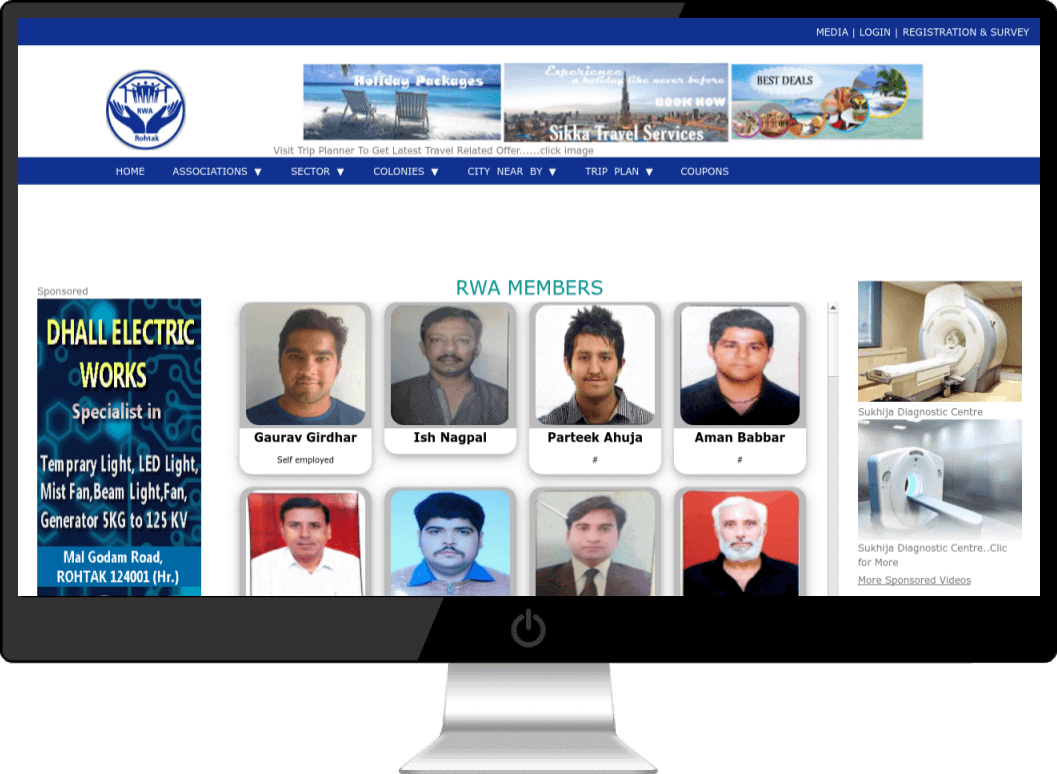 MEDIA | LOGIN | REGISTRATION & SURVEY
RWA
Rohtak
Holiday Packages
Experience
a holiday like never before
BOOK NOW
Sikka Travel Services
BEST DEALS
Visit Trip Planner To Get Latest Travel Related Offer......click image
HOME ASSOCIATIONS ▼ SECTOR ▼ COLONIES ▼ CITY NEAR BY ▼ TRIP PLAN ▼ COUPONS
Sponsored
DHALL ELECTRIC
WORKS
Specialist in
Temprary Light, LED Light,
Mist Fan,Beam Light,Fan,
Generator 5KG to 125 KV
Mal Godam Road,
ROHTAK 124001 (Hr.)
RWA MEMBERS
Gaurav Girdhar
Self employed
Ish Nagpal
Parteek Ahuja
#
Aman Babbar
#
Sukhija Diagnostic Centre
Sukhija Diagnostic Centre..Clic
for More
More Sponsored Videos